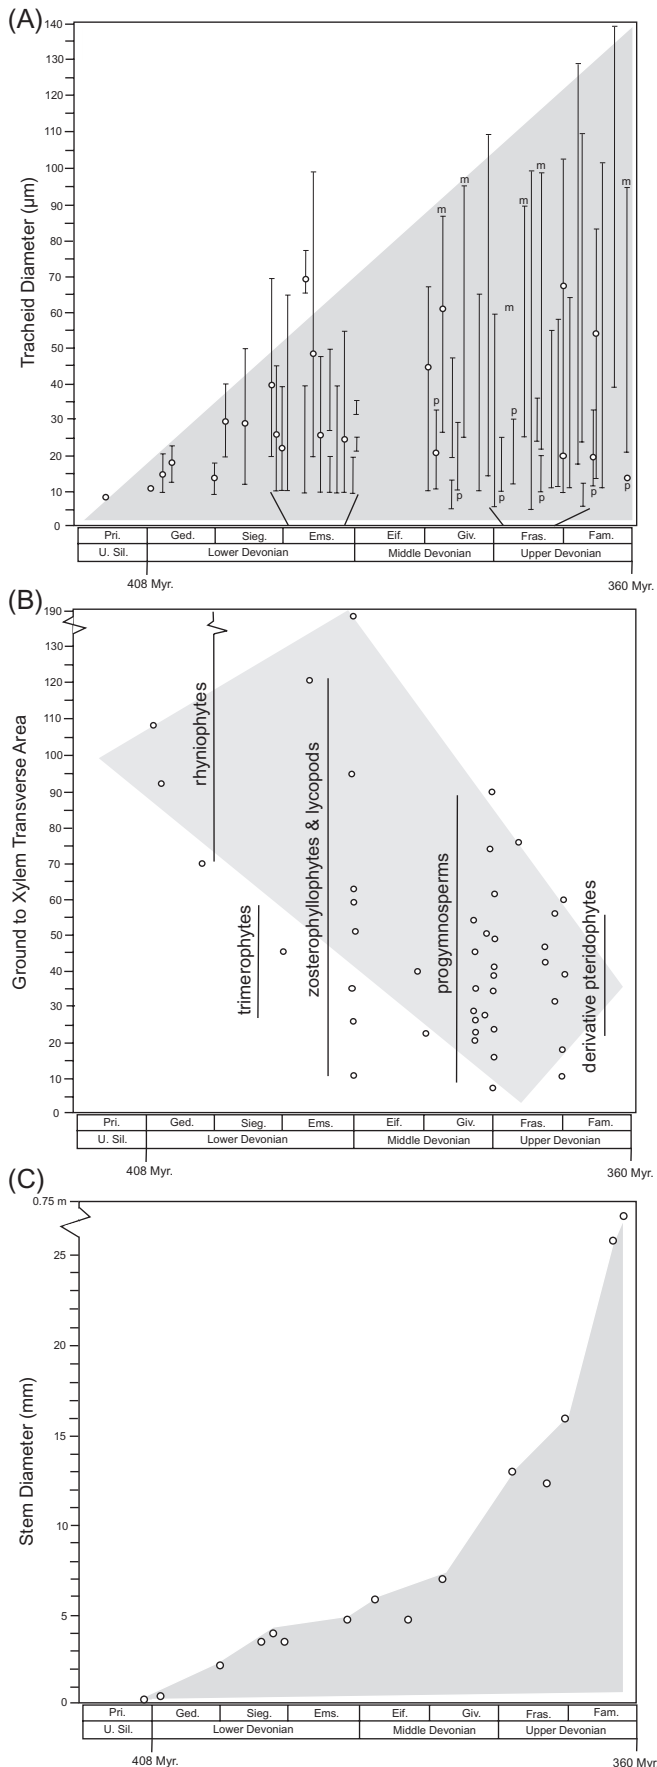 (A)
140
130
120
110
100
90
80
70
60
50
40
30
20
10
0
Tracheid Diameter (µm)
m
m
m
m
m
m
p
p
p
p
p
p
p
Pri. Ged. Sieg. Ems. Eif. Giv. Fras. Fam.
U. Sil. Lower Devonian Middle Devonian Upper Devonian
408 Myr. 360 Myr.
(B)
190
130
120
110
100
90
80
70
60
50
40
30
20
10
0
Ground to Xylem Transverse Area
rhyniophytes
trimerophytes
zosterophyllophytes & lycopods
progymnosperms
derivative pteridophytes
Pri. Ged. Sieg. Ems. Eif. Giv. Fras. Fam.
U. Sil. Lower Devonian Middle Devonian Upper Devonian
408 Myr. 360 Myr.
(C)
0.75 m
25
20
15
10
5
0
Stem Diameter (mm)
Pri. Ged. Sieg. Ems. Eif. Giv. Fras. Fam.
U. Sil. Lower Devonian Middle Devonian Upper Devonian
408 Myr. 360 Myr.